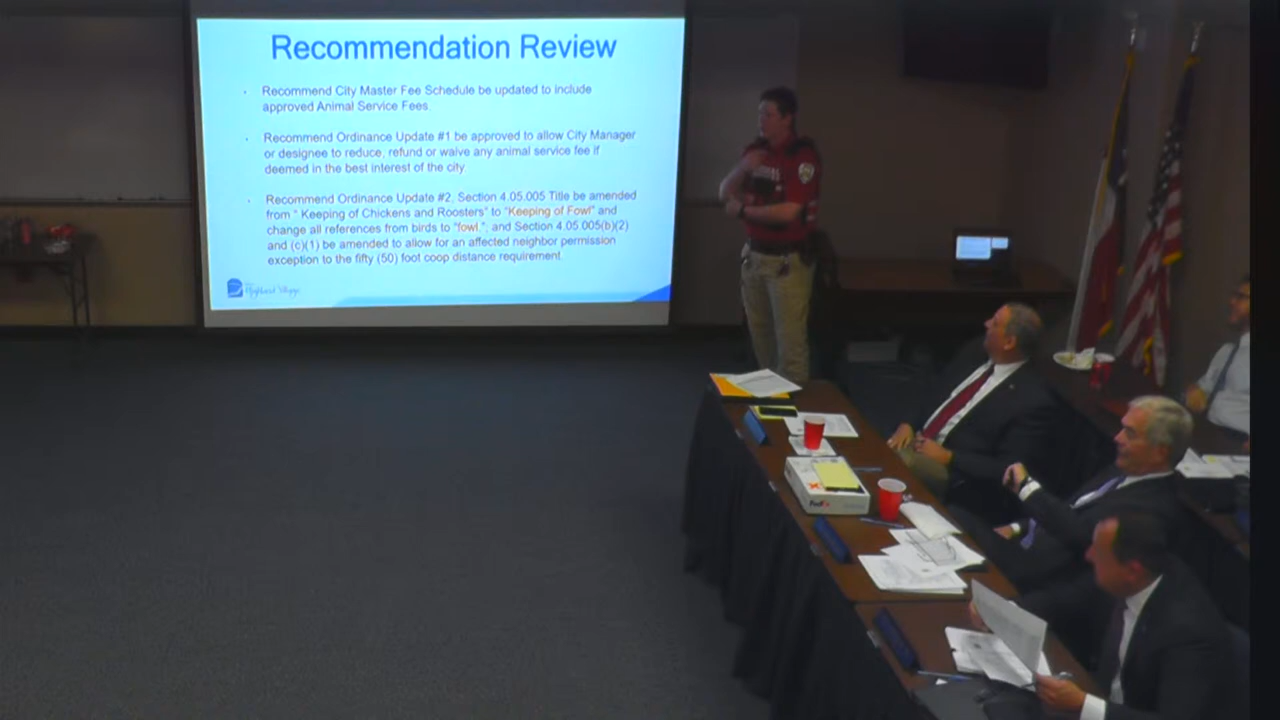 Recommendation Review
Recommend City Master Fee Schedule be updated to include
approved Animal Service Fees.
Recommend Ordinance Update #1 be approved to allow City Manager
or designee to reduce, refund or waive any animal service fee if
deemed in the best interest of the city
Recommend Ordinance Update #2, Section 4.05.005 Title be amended
from " Keeping of Chickens and Roosters" to "Keeping of Fowl" and
change all references from birds to "fowl.", and Section 4.05.005(b)(2)
and (c)(1) be amended to allow for an affected neighbor permission
exception to the fifty (50) foot coop distance requirement.
Highland Village
FedEx